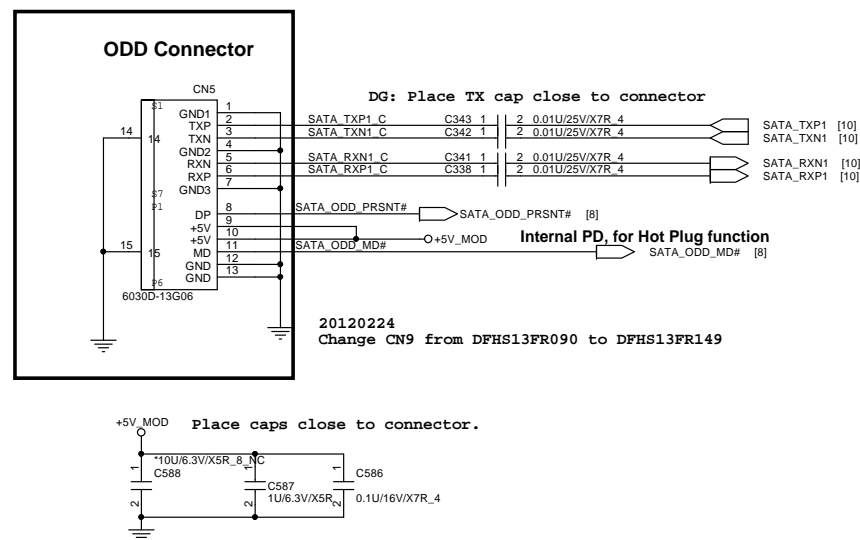 ODD Connector
CN5
DG: Place TX cap close to connector
S1
GND1 1
TXP 2 SATA_TXP1_C C343 1 2 0.01U/25V/X7R_4 SATA_TXP1 [10]
14 14 TXN 3 SATA_TXN1_C C342 1 2 0.01U/25V/X7R_4 SATA_TXN1 [10]
GND2 4
RXN 5 SATA_RXN1_C C341 1 2 0.01U/25V/X7R_4 SATA_RXN1 [10]
RXP 6 SATA_RXP1_C C338 1 2 0.01U/25V/X7R_4 SATA_RXP1 [10]
GND3 7
S7
P1
DP 8 SATA_ODD_PRSNT# SATA_ODD_PRSNT# [8]
+5V 9
+5V 10 +5V_MOD
Internal PD, for Hot Plug function
15 15 MD 11 SATA_ODD_MD# SATA_ODD_MD# [8]
GND 12
GND 13
P6
6030D-13G06
20120224
Change CN9 from DFHS13FR090 to DFHS13FR149
+5V_MOD
Place caps close to connector.
*10U/6.3V/X5R_8_NC
1 C588 2
1 C587 2
1U/6.3V/X5R
1 C586 2
0.1U/16V/X7R_4